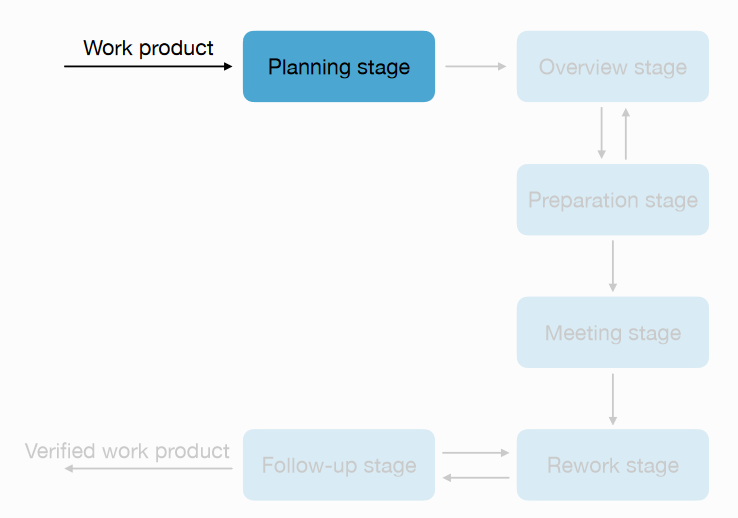 Work product
Planning stage
Overview stage
Preparation stage
Meeting stage
Rework stage
Follow-up stage
Verified work product